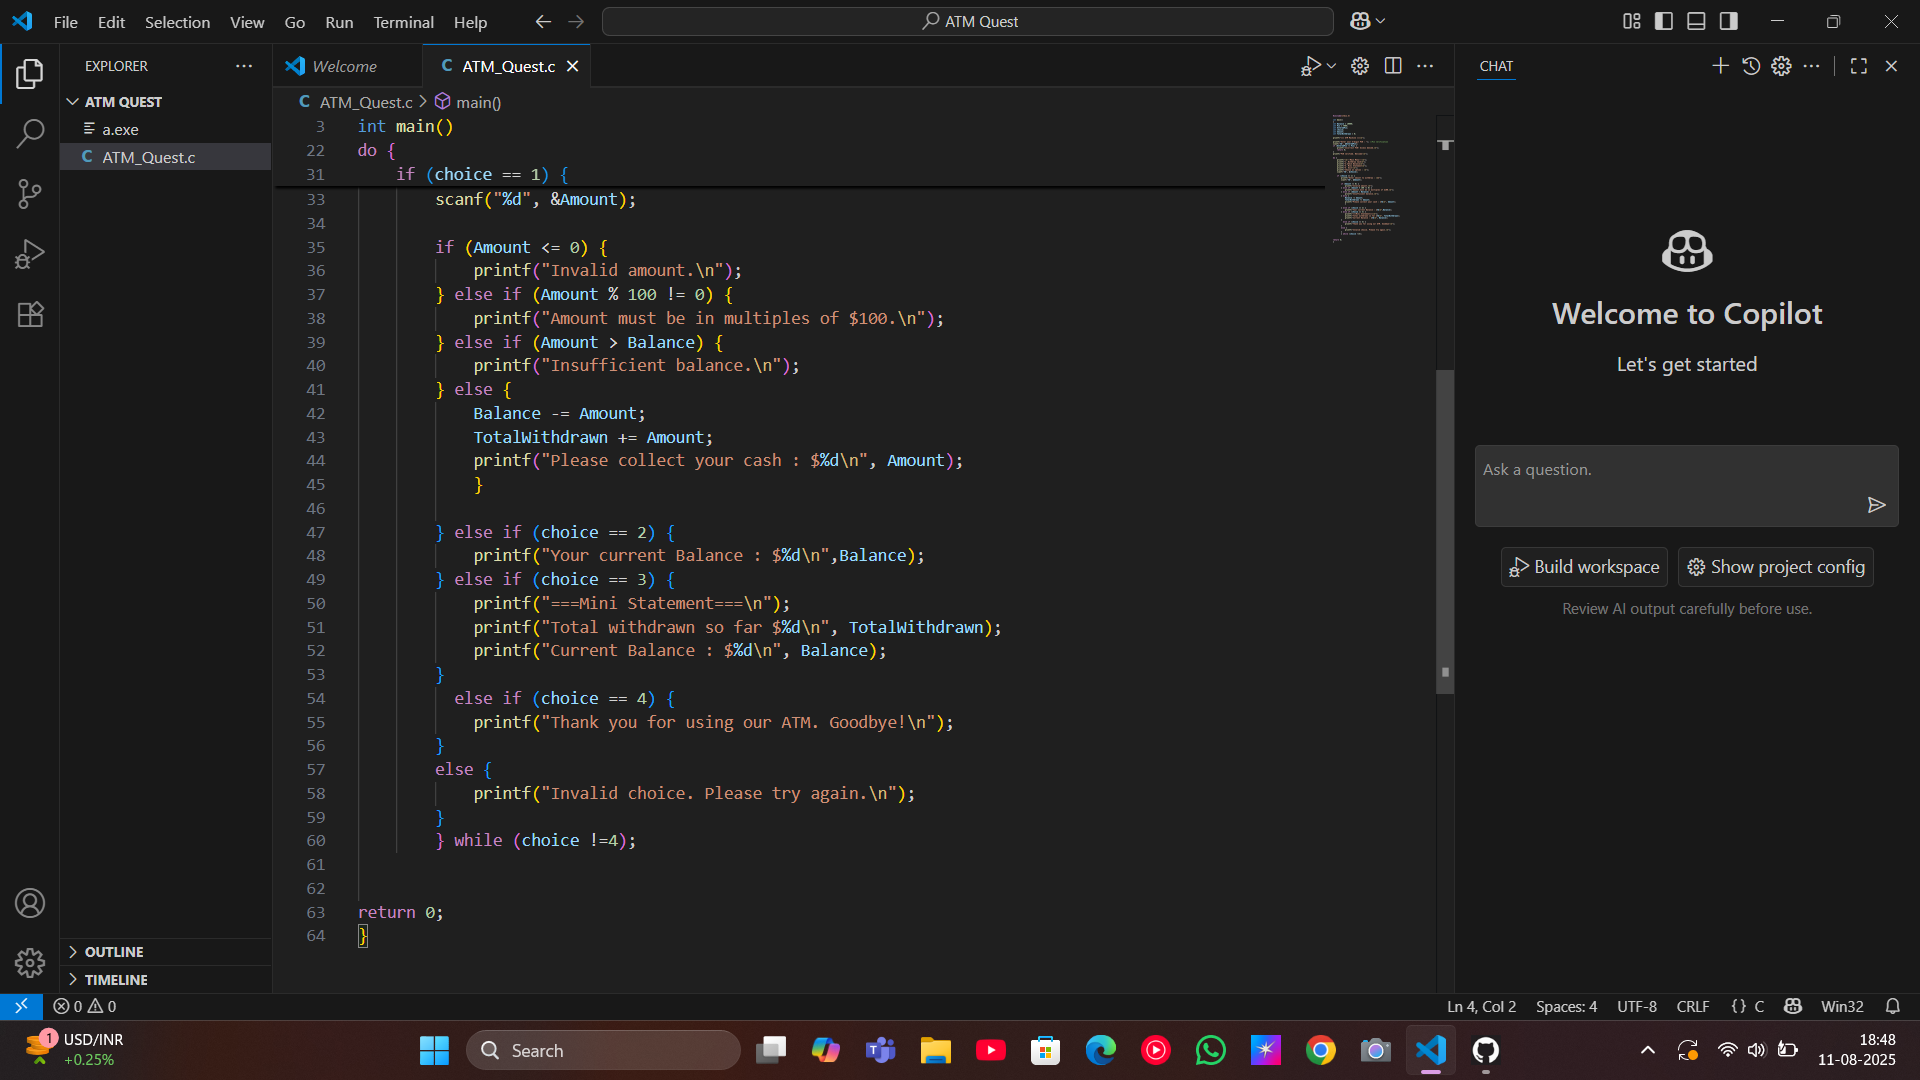 File Edit Selection View Go Run Terminal Help
ATM Quest
EXPLORER
ATM QUEST
a.exe
C ATM_Quest.c
Welcome
C ATM_Quest.c
C ATM_Quest.c > main()
3 int main()
22 do {
31 if (choice == 1) {
33 scanf("%d", &Amount);
34
35 if (Amount <= 0) {
36 printf("Invalid amount.\n");
37 } else if (Amount % 100 != 0) {
38 printf("Amount must be in multiples of $100.\n");
39 } else if (Amount > Balance) {
40 printf("Insufficient balance.\n");
41 } else {
42 Balance -= Amount;
43 TotalWithdrawn += Amount;
44 printf("Please collect your cash : $%d\n", Amount);
45 }
46
47 } else if (choice == 2) {
48 printf("Your current Balance : $%d\n",Balance);
49 } else if (choice == 3) {
50 printf("===Mini Statement===\n");
51 printf("Total withdrawn so far $%d\n", TotalWithdrawn);
52 printf("Current Balance : $%d\n", Balance);
53 }
54 else if (choice == 4) {
55 printf("Thank you for using our ATM. Goodbye!\n");
56 }
57 else {
58 printf("Invalid choice. Please try again.\n");
59 }
60 } while (choice !=4);
61
62
63 return 0;
64 }
CHAT
Welcome to Copilot
Let's get started
Ask a question.
Build workspace
Show project config
Review AI output carefully before use.
OUTLINE
TIMELINE
0 0
Ln 4, Col 2 Spaces: 4 UTF-8 CRLF {} C Win32
1
USD/INR
+0.25%
Search
18:48
11-08-2025